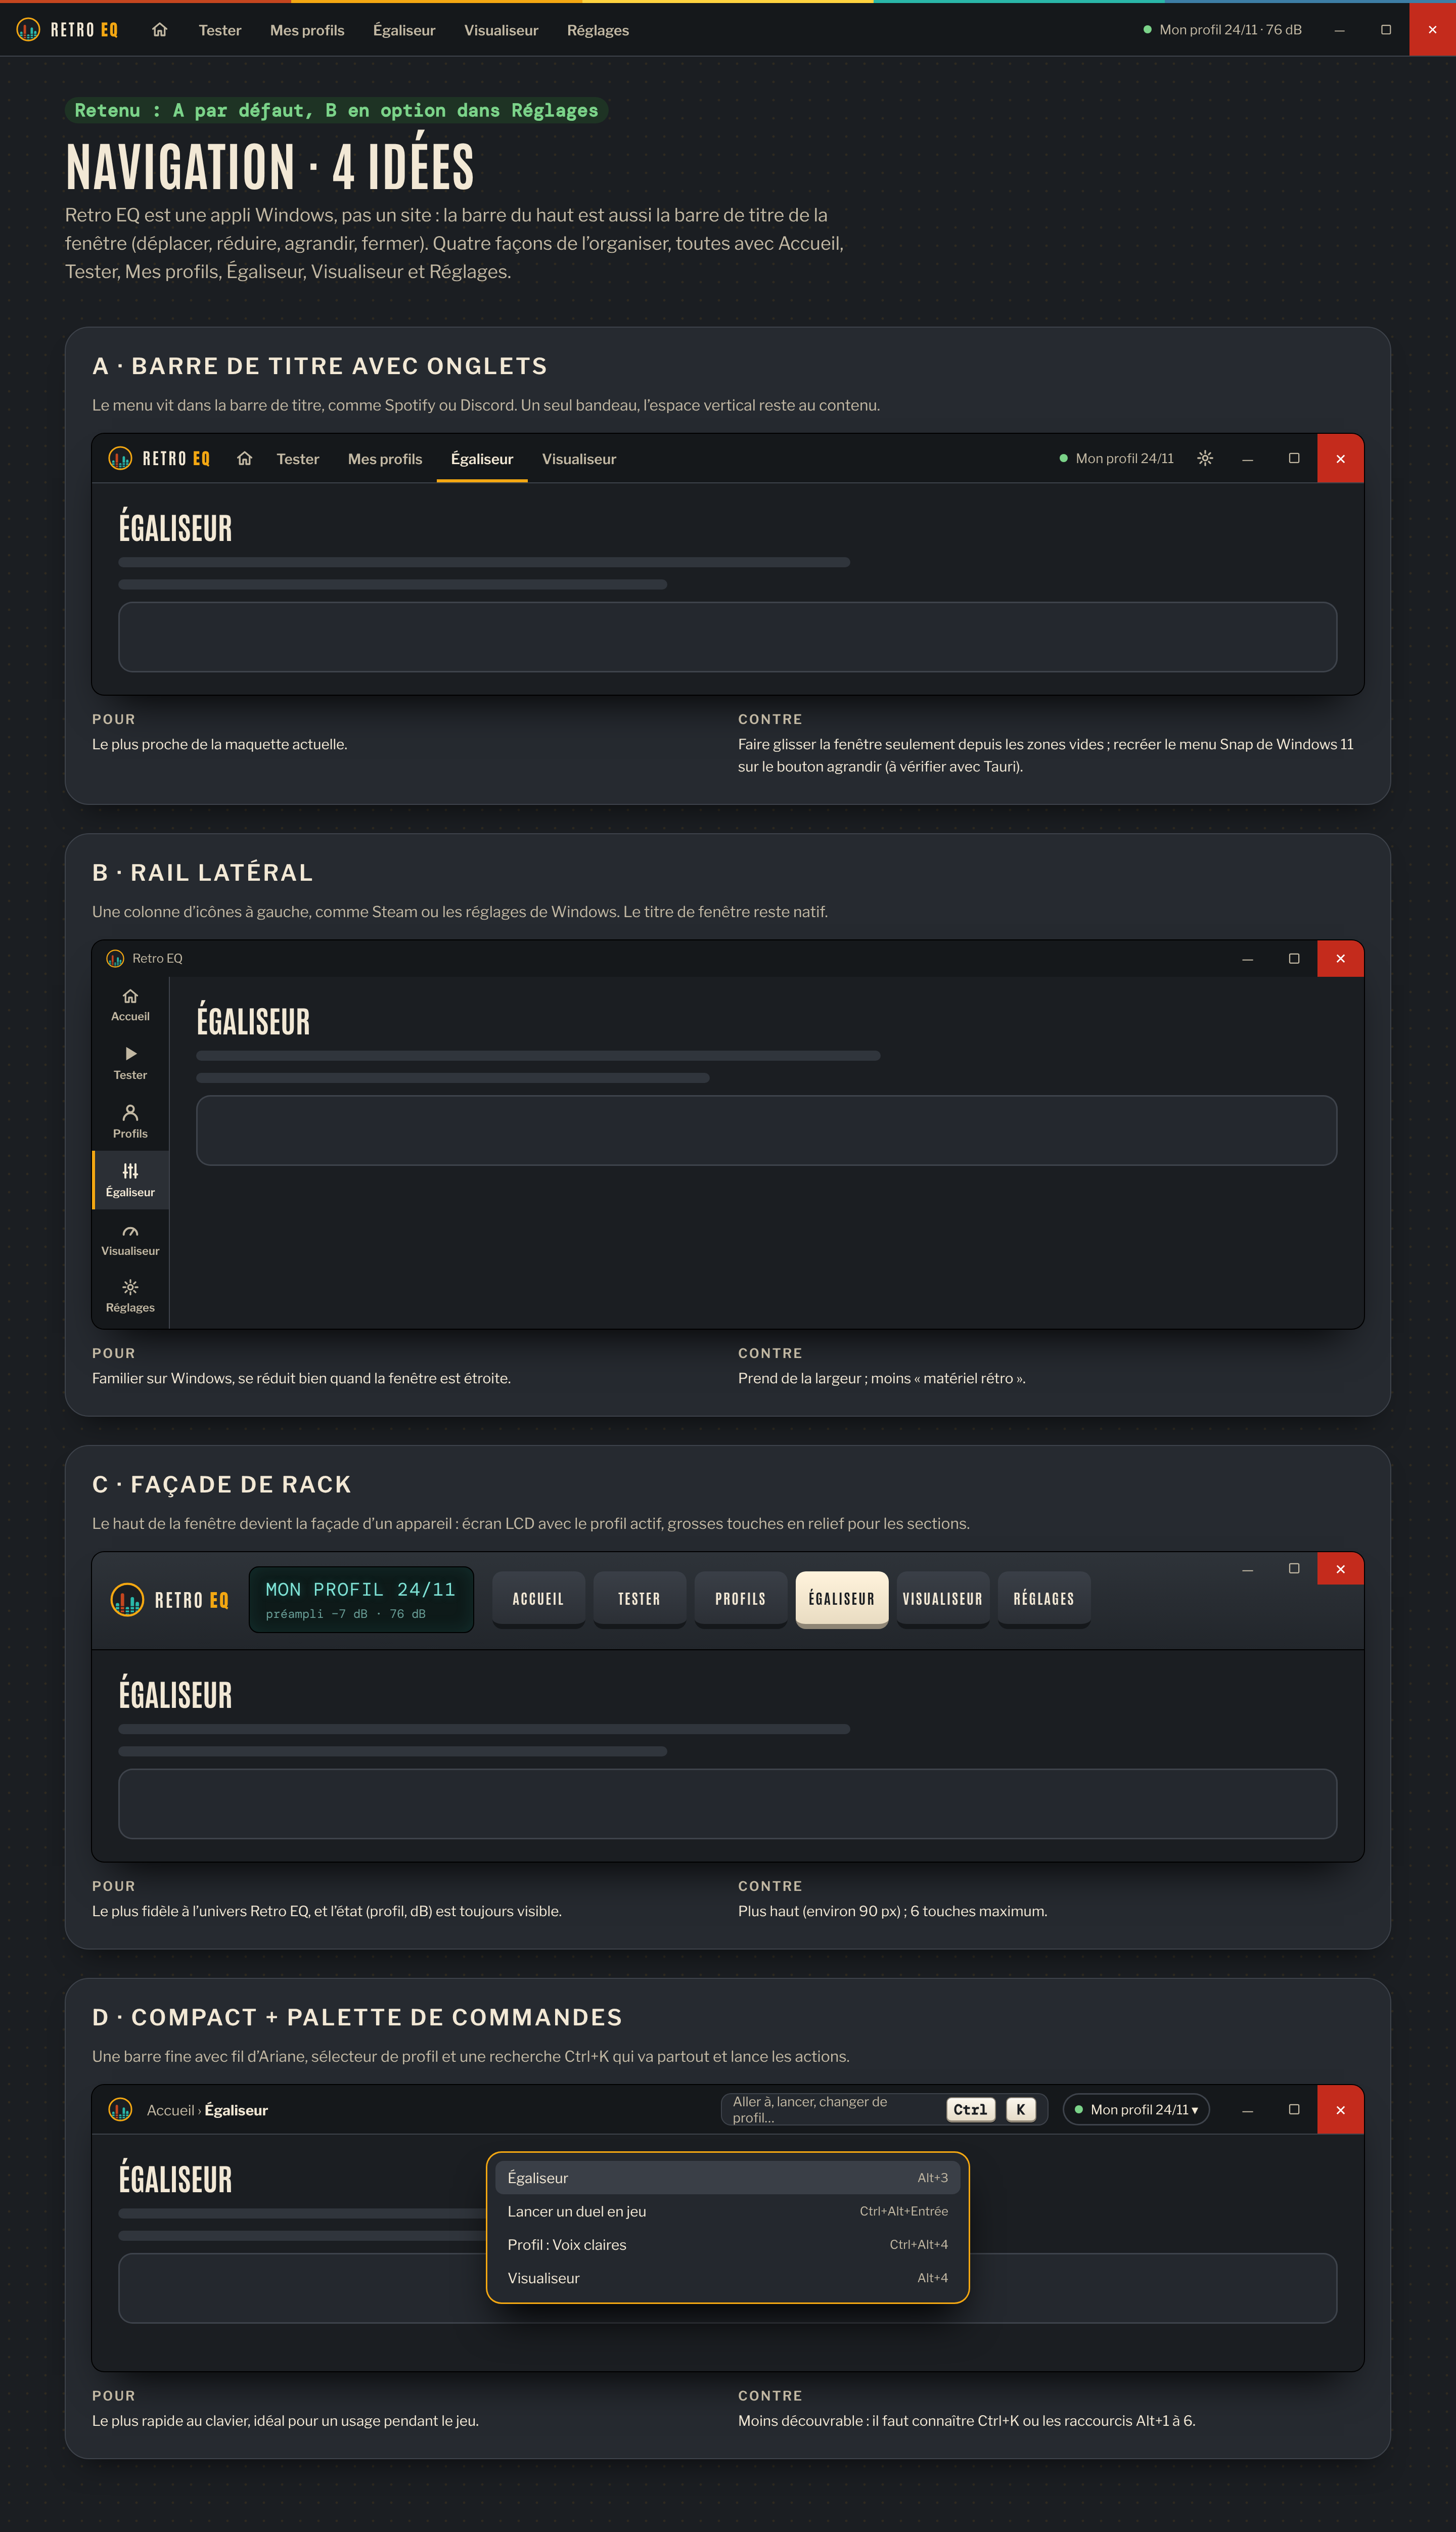 RETRO EQ Tester Mes profils Égaliseur Visualiseur Réglages Mon profil 24/11 · 76 dB
Retenu : A par défaut, B en option dans Réglages
NAVIGATION · 4 IDÉES
Retro EQ est une appli Windows, pas un site : la barre du haut est aussi la barre de titre de la
fenêtre (déplacer, réduire, agrandir, fermer). Quatre façons de l’organiser, toutes avec Accueil,
Tester, Mes profils, Égaliseur, Visualiseur et Réglages.
A · BARRE DE TITRE AVEC ONGLETS
Le menu vit dans la barre de titre, comme Spotify ou Discord. Un seul bandeau, l’espace vertical reste au contenu.
RETRO EQ Tester Mes profils Égaliseur Visualiseur Mon profil 24/11
ÉGALISEUR
POUR
Le plus proche de la maquette actuelle.
CONTRE
Faire glisser la fenêtre seulement depuis les zones vides ; recréer le menu Snap de Windows 11
sur le bouton agrandir (à vérifier avec Tauri).
B · RAIL LATÉRAL
Une colonne d’icônes à gauche, comme Steam ou les réglages de Windows. Le titre de fenêtre reste natif.
Retro EQ
Accueil
Tester
Profils
Égaliseur
Visualiseur
Réglages
ÉGALISEUR
POUR
Familier sur Windows, se réduit bien quand la fenêtre est étroite.
CONTRE
Prend de la largeur ; moins « matériel rétro ».
C · FAÇADE DE RACK
Le haut de la fenêtre devient la façade d’un appareil : écran LCD avec le profil actif, grosses touches en relief pour les sections.
RETRO EQ
MON PROFIL 24/11
préampli −7 dB · 76 dB
ACCUEIL TESTER PROFILS ÉGALISEUR VISUALISEUR RÉGLAGES
ÉGALISEUR
POUR
Le plus fidèle à l’univers Retro EQ, et l’état (profil, dB) est toujours visible.
CONTRE
Plus haut (environ 90 px) ; 6 touches maximum.
D · COMPACT + PALETTE DE COMMANDES
Une barre fine avec fil d’Ariane, sélecteur de profil et une recherche Ctrl+K qui va partout et lance les actions.
Accueil › Égaliseur
Aller à, lancer, changer de
profil…
Ctrl K
Mon profil 24/11 ▾
ÉGALISEUR
Égaliseur Alt+3
Lancer un duel en jeu Ctrl+Alt+Entrée
Profil : Voix claires Ctrl+Alt+4
Visualiseur Alt+4
POUR
Le plus rapide au clavier, idéal pour un usage pendant le jeu.
CONTRE
Moins découvrable : il faut connaître Ctrl+K ou les raccourcis Alt+1 à 6.